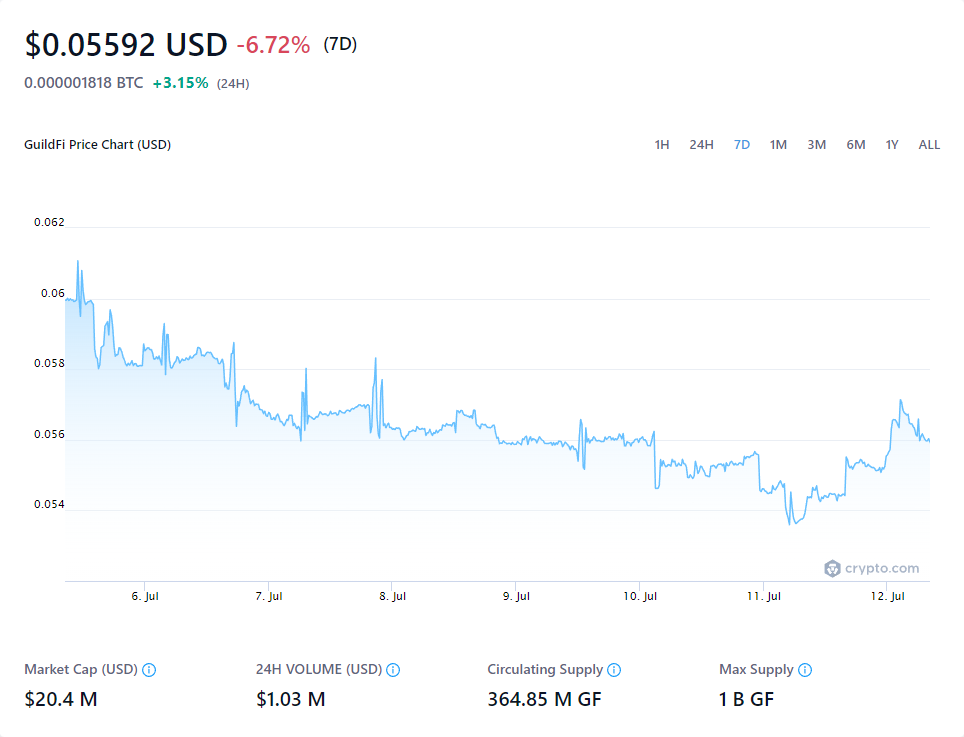 $0.05592 USD -6.72% (7D)
0.000001818 BTC +3.15% (24H)
GuildFi Price Chart (USD) 1H 24H 7D 1M 3M 6M 1Y ALL
0.062
0.06
0.058
0.056
0.054
crypto.com
6. Jul 7. Jul 8. Jul 9. Jul 10. Jul 11. Jul 12. Jul
Market Cap (USD) 24H VOLUME (USD) Circulating Supply Max Supply
$20.4 M $1.03 M 364.85 M GF 1 B GF